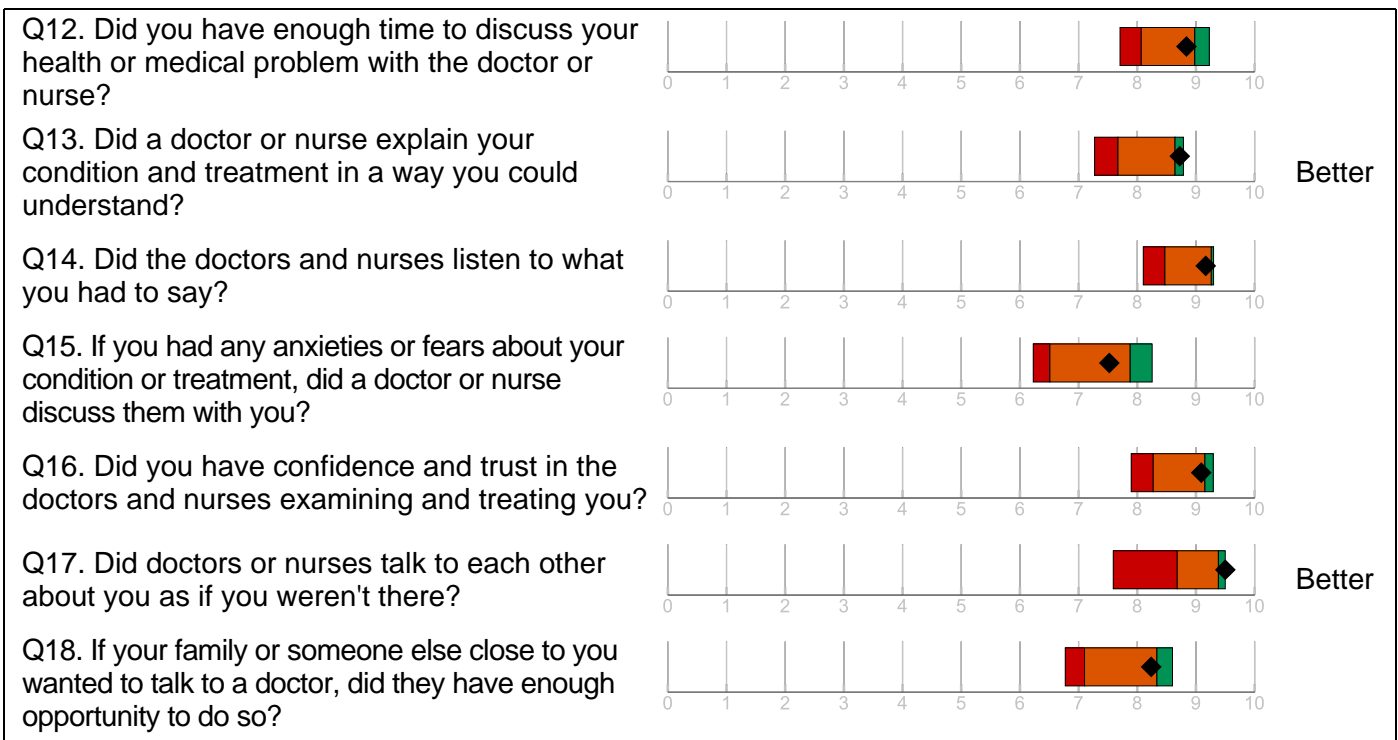 Q12. Did you have enough time to discuss your
health or medical problem with the doctor or
nurse?
0 1 2 3 4 5 6 7 8 9 10
Q13. Did a doctor or nurse explain your
condition and treatment in a way you could
understand?
0 1 2 3 4 5 6 7 8 9 10
Better
Q14. Did the doctors and nurses listen to what
you had to say?
0 1 2 3 4 5 6 7 8 9 10
Q15. If you had any anxieties or fears about your
condition or treatment, did a doctor or nurse
discuss them with you?
0 1 2 3 4 5 6 7 8 9 10
Q16. Did you have confidence and trust in the
doctors and nurses examining and treating you?
0 1 2 3 4 5 6 7 8 9 10
Q17. Did doctors or nurses talk to each other
about you as if you weren't there?
0 1 2 3 4 5 6 7 8 9 10
Better
Q18. If your family or someone else close to you
wanted to talk to a doctor, did they have enough
opportunity to do so?
0 1 2 3 4 5 6 7 8 9 10